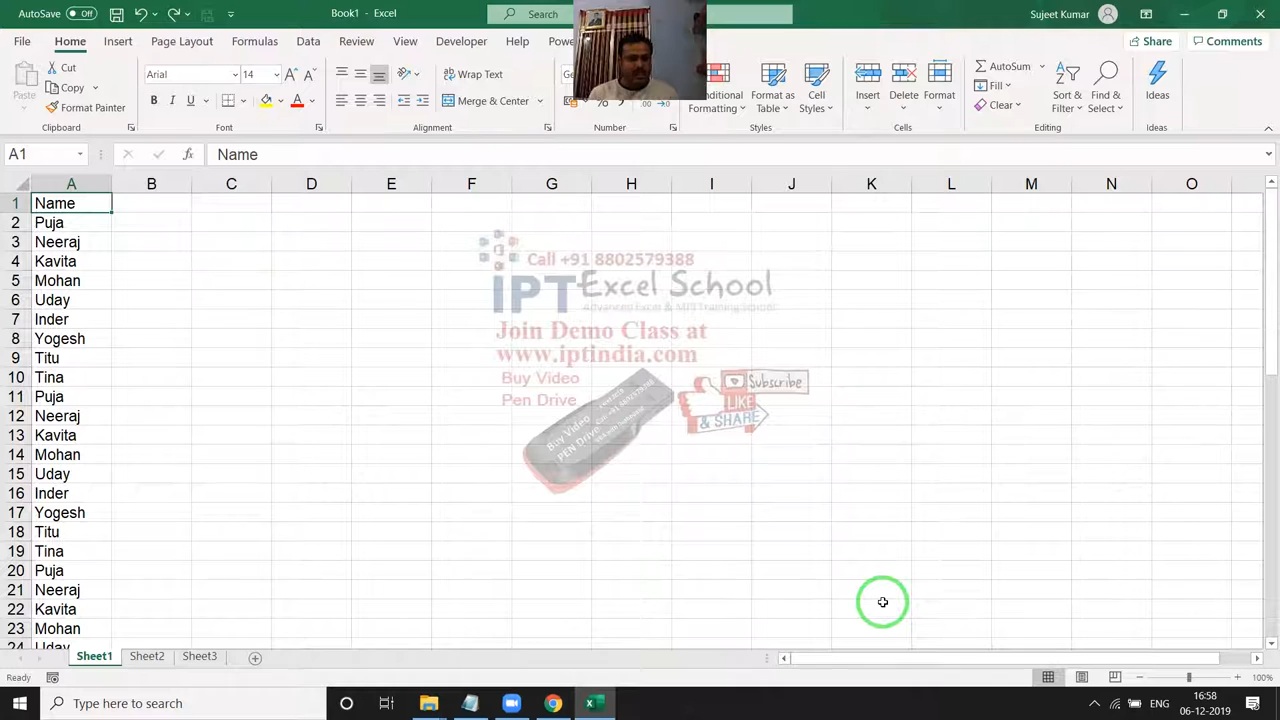 AutoSave Off Book1 - Excel Search Sujeet Kumar
File Home Insert Page Layout Formulas Data Review View Developer Help Share Comments
Paste Cut Copy Format Painter Clipboard
Arial 14 B I U A Font
Wrap Text Merge & Center Alignment
% Number
Conditional Formatting Format as Table Cell Styles Styles
Insert Delete Format Cells
AutoSum Fill Clear Sort & Filter Find & Select Editing
Ideas Ideas
A1 fx Name
A B C D E F G H I J K L M N O
1 Name
2 Puja
3 Neeraj
4 Kavita
5 Mohan
6 Uday
7 Inder
8 Yogesh
9 Titu
10 Tina
11 Puja
12 Neeraj
13 Kavita
14 Mohan
15 Uday
16 Inder
17 Yogesh
18 Titu
19 Tina
20 Puja
21 Neeraj
22 Kavita
23 Mohan
24 Uday
Call +91 8802579388
IPT Excel School
Advanced Excel & MIS Training School
Join Demo Class at
www.iptindia.com
Buy Video
Pen Drive
Buy Video
PEN Drive
Subscribe
LIKE
& SHARE
Sheet1 Sheet2 Sheet3
Ready 100%
Type here to search ENG 16:58
06-12-2019